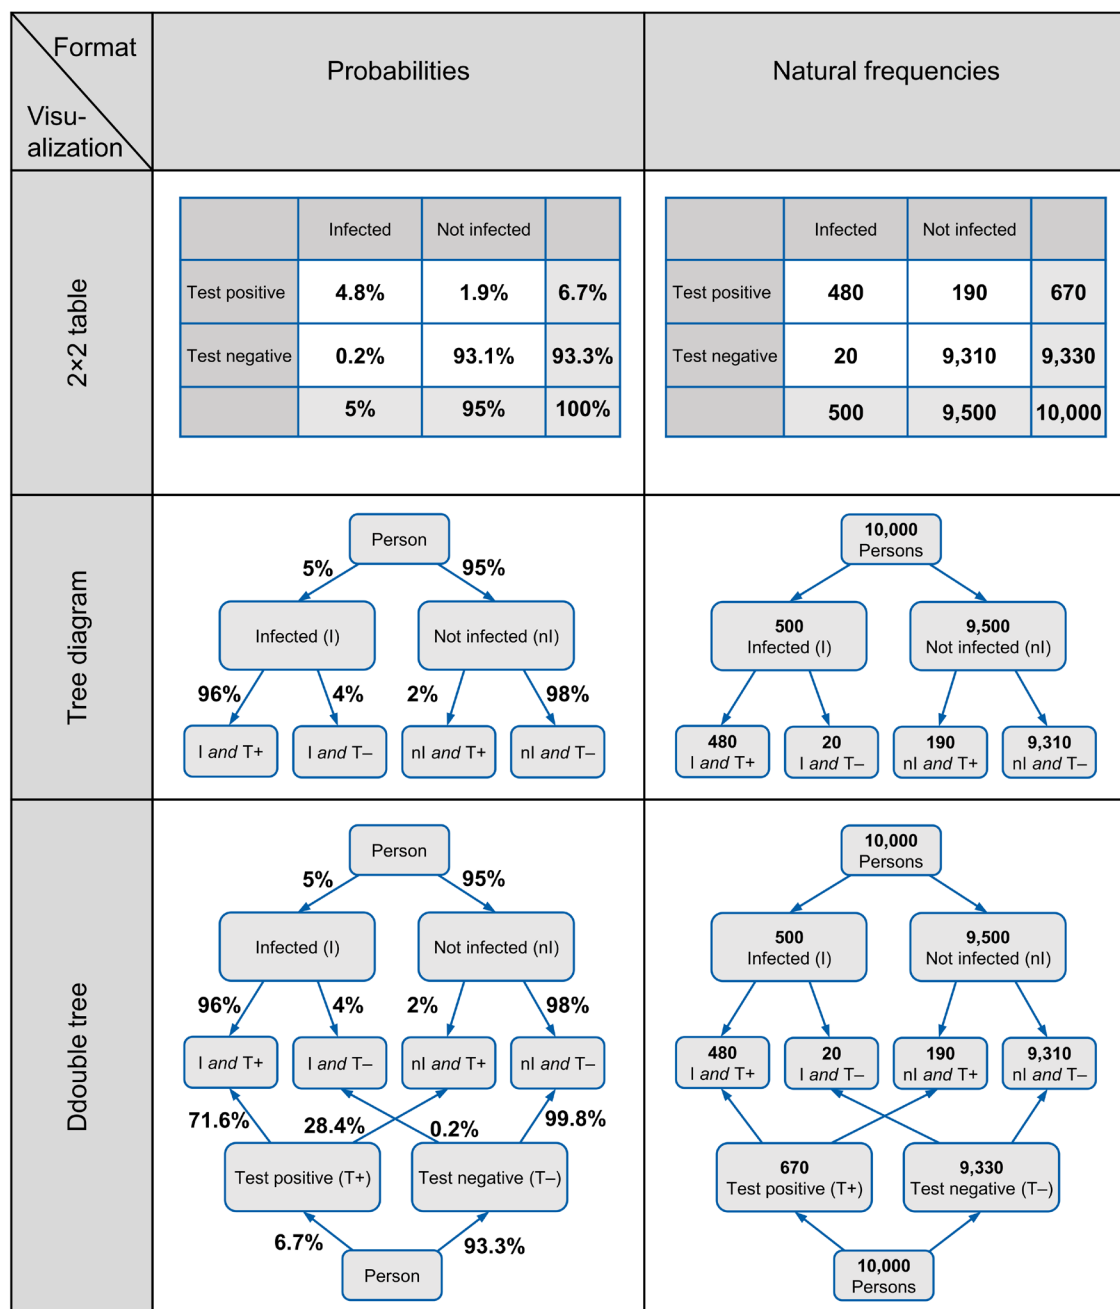 Format
Visu-
alization
Probabilities
Natural frequencies
2×2 table
Infected Not infected
Test positive 4.8% 1.9% 6.7%
Test negative 0.2% 93.1% 93.3%
5% 95% 100%
Infected Not infected
Test positive 480 190 670
Test negative 20 9,310 9,330
500 9,500 10,000
Tree diagram
Person
5% 95%
Infected (I) Not infected (nI)
96% 4% 2% 98%
I and T+ I and T– nI and T+ nI and T–
10,000
Persons
500 9,500
Infected (I) Not infected (nI)
480 20 190 9,310
I and T+ I and T– nI and T+ nI and T–
Ddouble tree
Person
5% 95%
Infected (I) Not infected (nI)
96% 4% 2% 98%
I and T+ I and T– nI and T+ nI and T–
71.6% 28.4% 0.2% 99.8%
Test positive (T+) Test negative (T–)
6.7% 93.3%
Person
10,000
Persons
500 9,500
Infected (I) Not infected (nI)
480 20 190 9,310
I and T+ I and T– nI and T+ nI and T–
670 9,330
Test positive (T+) Test negative (T–)
10,000
Persons